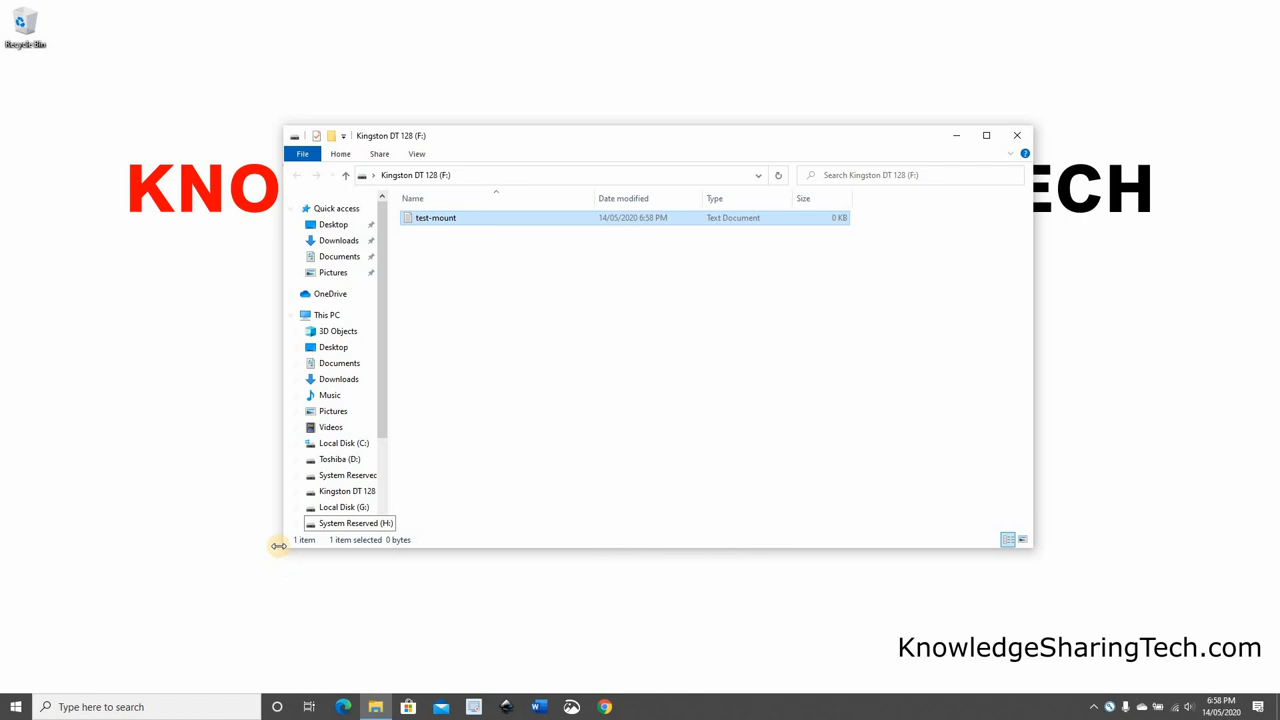 Recycle Bin
KNO
ECH
Kingston DT 128 (F:)
File Home Share View
Kingston DT 128 (F:)
Search Kingston DT 128 (F:)
Name Date modified Type Size
test-mount 14/05/2020 6:58 PM Text Document 0 KB
Quick access
Desktop
Downloads
Documents
Pictures
OneDrive
This PC
3D Objects
Desktop
Documents
Downloads
Music
Pictures
Videos
Local Disk (C:)
Toshiba (D:)
System Reserved
Kingston DT 128
Local Disk (G:)
System Reserved (H:)
1 item 1 item selected 0 bytes
KnowledgeSharingTech.com
Type here to search
6:58 PM
14/05/2020